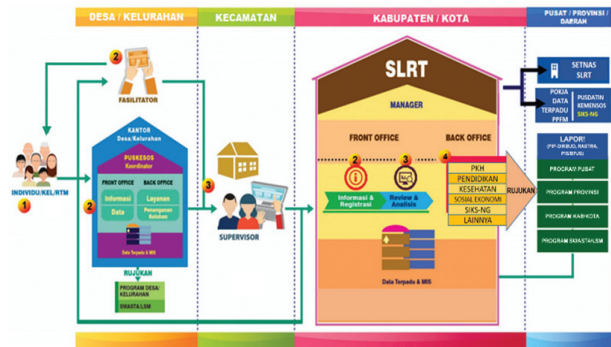 DESA / KELURAHAN
KECAMATAN
KABUPATEN / KOTA
PUSAT / PROVINSI /
DAERAH
2
FASILITATOR
KANTOR
Desa/Kelurahan
PUSKESOS
Koordinator
FRONT OFFICE
BACK OFFICE
Informasi
Layanan
Data
Penanganan
Keluhan
Data Terpadu & MIS
INDIVIDU/KEL/RTM
1
2
3
RUJUKAN
PROGRAM DESA/
KELURAHAN
SWASTA/LSM
SUPERVISOR
SLRT
MANAGER
FRONT OFFICE
BACK OFFICE
2
3
4
Informasi &
Registrasi
Review &
Analisis
PKH
PENDIDIKAN
KESEHATAN
SOSIAL EKONOMI
SIKS-NG
LAINNYA
RUJUKAN
Data Terpadu & MIS
SETNAS
SLRT
POKJA
DATA
TERPADU
PPFM
PUSDATIN
KEMENSOS
SIKS-NG
LAPOR!
PROGRAM PUSAT
PROGRAM PROVINSI
PROGRAM KAB/KOTA
PROGRAM SWASTA/LSM